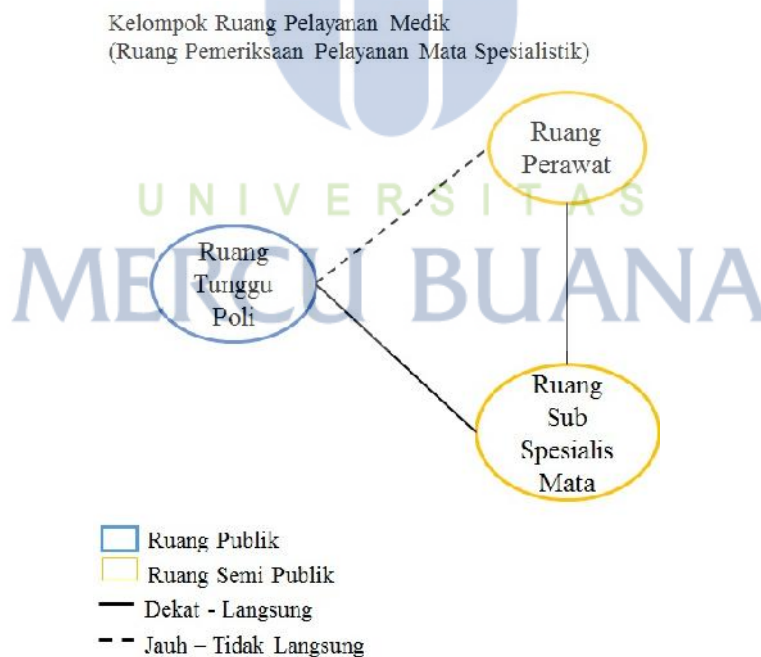 Kelompok Ruang Pelayanan Medik
(Ruang Pemeriksaan Pelayanan Mata Spesialistik)
Ruang
Perawat
UNIVERSITAS
MERCU BUANA
Ruang
Tunggu
Poli
Ruang
Sub
Spesialis
Mata
Ruang Publik
Ruang Semi Publik
Dekat - Langsung
Jauh – Tidak Langsung